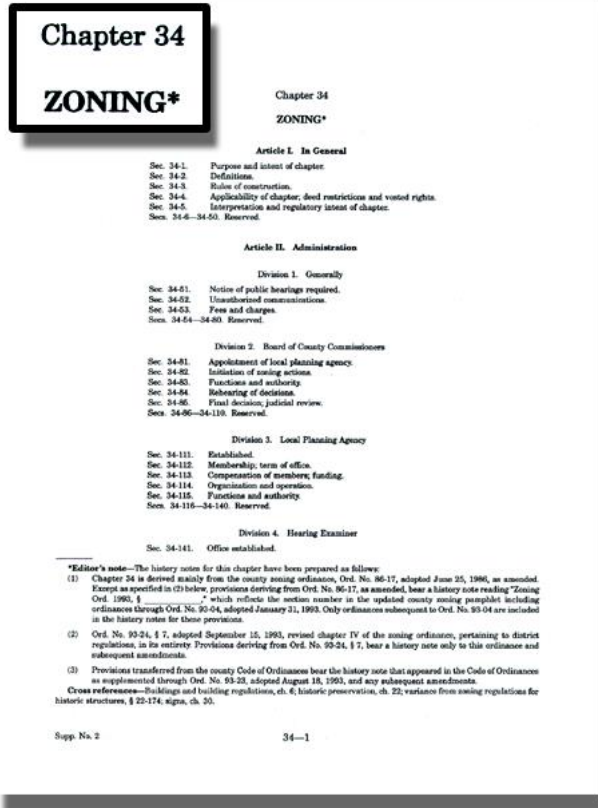 Chapter 34
ZONING*
Chapter 34
ZONING*
Article I. In General
Sec. 34-1. Purpose and intent of chapter.
Sec. 34-2. Definitions.
Sec. 34-3. Rules of construction.
Sec. 34-4. Applicability of chapter; deed restrictions and vested rights.
Sec. 34-5. Interpretation and regulatory intent of chapter.
Secs. 34-6—34-50. Reserved.
Article II. Administration
Division 1. Generally
Sec. 34-51. Notice of public hearings required.
Sec. 34-52. Unauthorized communications.
Sec. 34-53. Fees and charges.
Secs. 34-54—34-80. Reserved.
Division 2. Board of County Commissioners
Sec. 34-81. Appointment of local planning agency.
Sec. 34-82. Initiation of zoning actions.
Sec. 34-83. Functions and authority.
Sec. 34-84. Rehearing of decisions.
Sec. 34-85. Final decision; judicial review.
Secs. 34-86—34-110. Reserved.
Division 3. Local Planning Agency
Sec. 34-111. Established.
Sec. 34-112. Membership; term of office.
Sec. 34-113. Compensation of members; funding.
Sec. 34-114. Organization and operation.
Sec. 34-115. Functions and authority.
Secs. 34-116—34-140. Reserved.
Division 4. Hearing Examiner
Sec. 34-141. Office established.
*Editor's note—The history notes for this chapter have been prepared as follows:
(1) Chapter 34 is derived mainly from the county zoning ordinance, Ord. No. 86-17, adopted June 25, 1986, as amended.
Except as specified in (2) below, provisions deriving from Ord. No. 86-17, as amended, bear a history note reading "Zoning
Ord. 1993, § __________," which reflects the section number in the updated county zoning pamphlet including
ordinances through Ord. No. 93-04, adopted January 31, 1993. Only ordinances subsequent to Ord. No. 93-04 are included
in the history notes for these provisions.
(2) Ord. No. 93-24, § 7, adopted September 15, 1993, revised chapter IV of the zoning ordinance, pertaining to district
regulations, in its entirety. Provisions deriving from Ord. No. 93-24, § 7, bear a history note only to this ordinance and
subsequent amendments.
(3) Provisions transferred from the county Code of Ordinances bear the history note that appeared in the Code of Ordinances
as supplemented through Ord. No. 93-23, adopted August 18, 1993, and any subsequent amendments.
Cross references—Buildings and building regulations, ch. 6; historic preservation, ch. 22; variance from zoning regulations for
historic structures, § 22-174; signs, ch. 30.
Supp. No. 2
34—1